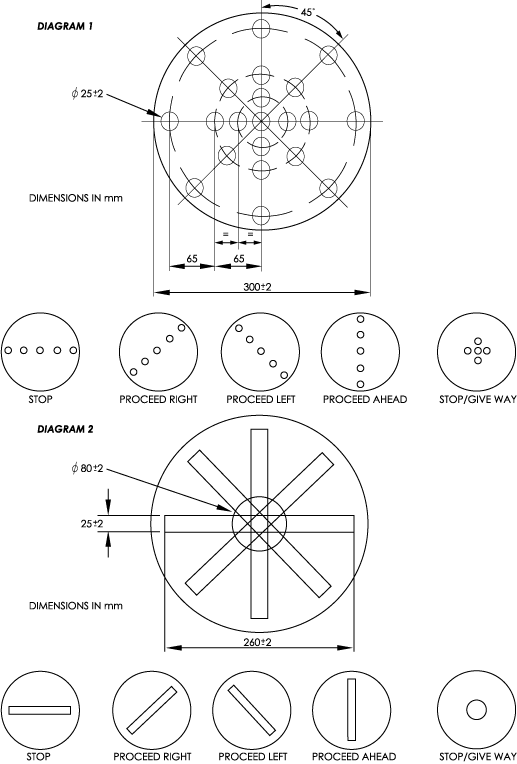 DIAGRAM 1
45°
ϕ 25±2
DIMENSIONS IN mm
= =
65 65
300±2
STOP PROCEED RIGHT PROCEED LEFT PROCEED AHEAD STOP/GIVE WAY
DIAGRAM 2
ϕ 80±2
25±2
DIMENSIONS IN mm
260±2
STOP PROCEED RIGHT PROCEED LEFT PROCEED AHEAD STOP/GIVE WAY